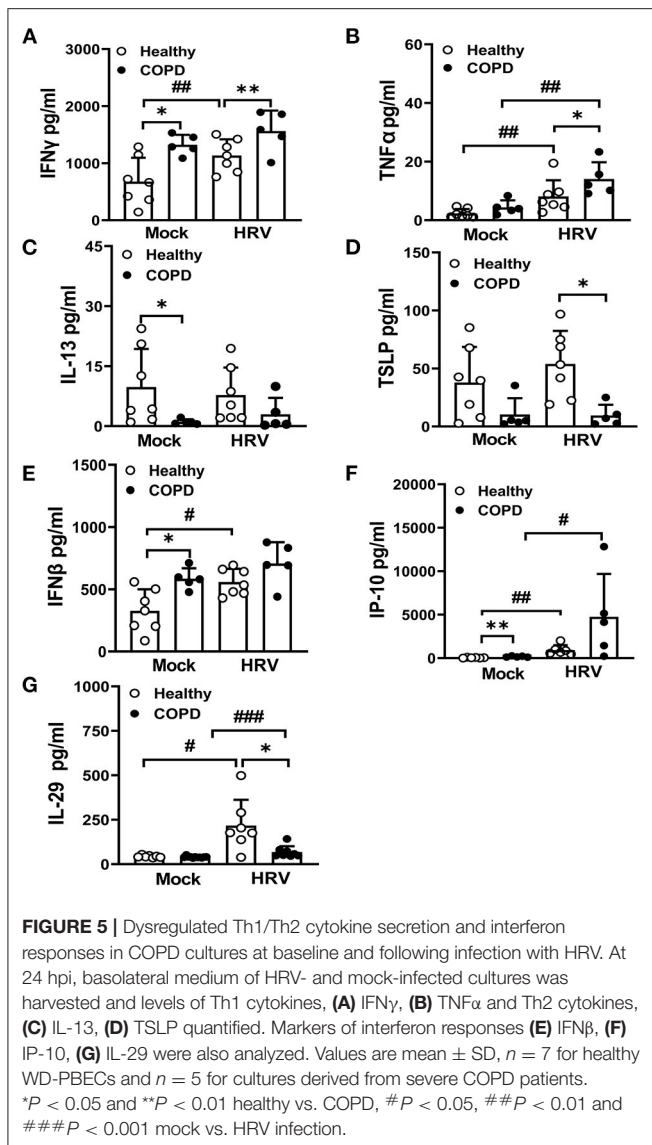 A
Healthy
COPD
IFNγ pg/ml
3000
2000
1000
0
*
##
**
Mock
HRV
B
Healthy
COPD
TNFα pg/ml
60
40
20
0
##
##
*
Mock
HRV
C
Healthy
COPD
IL-13 pg/ml
45
30
15
0
*
Mock
HRV
D
Healthy
COPD
TSLP pg/ml
150
100
50
0
*
Mock
HRV
E
Healthy
COPD
IFNβ pg/ml
1500
1000
500
0
*
#
Mock
HRV
F
Healthy
COPD
IP-10 pg/ml
20000
15000
10000
5000
0
**
##
#
Mock
HRV
G
Healthy
COPD
IL-29 pg/ml
1000
750
500
250
0
#
###
*
Mock
HRV
FIGURE 5 | Dysregulated Th1/Th2 cytokine secretion and interferon
responses in COPD cultures at baseline and following infection with HRV. At
24 hpi, basolateral medium of HRV- and mock-infected cultures was
harvested and levels of Th1 cytokines, (A) IFNγ, (B) TNFα and Th2 cytokines,
(C) IL-13, (D) TSLP quantified. Markers of interferon responses (E) IFNβ, (F)
IP-10, (G) IL-29 were also analyzed. Values are mean ± SD, n = 7 for healthy
WD-PBECs and n = 5 for cultures derived from severe COPD patients.
*P < 0.05 and **P < 0.01 healthy vs. COPD, #P < 0.05, ##P < 0.01 and
###P < 0.001 mock vs. HRV infection.